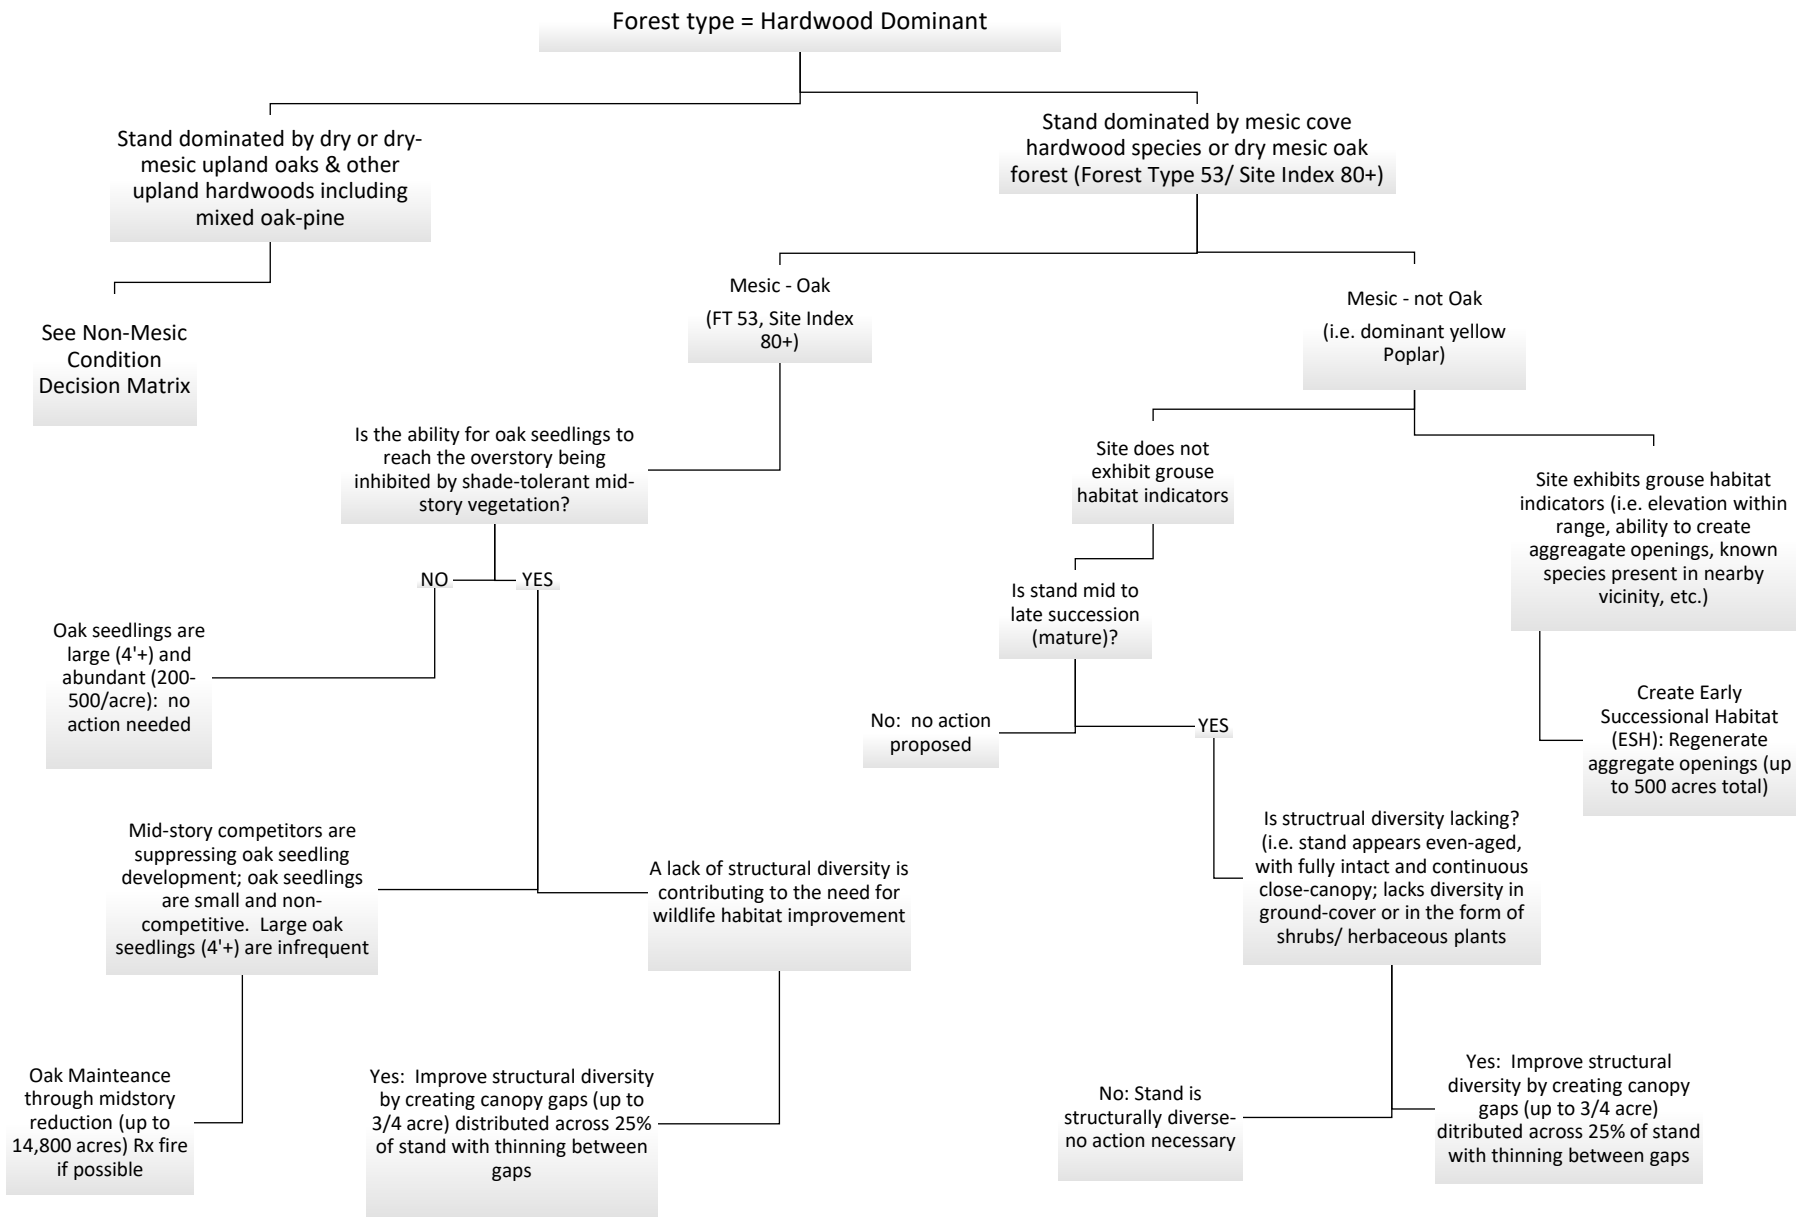 Forest type = Hardwood Dominant
Stand dominated by dry or dry-
mesic upland oaks & other
upland hardwoods including
mixed oak-pine
Stand dominated by mesic cove
hardwood species or dry mesic oak
forest (Forest Type 53/ Site Index 80+)
See Non-Mesic
Condition
Decision Matrix
Mesic - Oak
(FT 53, Site Index
80+)
Mesic - not Oak
(i.e. dominant yellow
Poplar)
Is the ability for oak seedlings to
reach the overstory being
inhibited by shade-tolerant mid-
story vegetation?
Site does not
exhibit grouse
habitat indicators
Site exhibits grouse habitat
indicators (i.e. elevation within
range, ability to create
aggreagate openings, known
species present in nearby
vicinity, etc.)
NO
YES
Is stand mid to
late succession
(mature)?
Oak seedlings are
large (4'+) and
abundant (200-
500/acre):  no
action needed
No:  no action
proposed
YES
Create Early
Successional Habitat
(ESH): Regenerate
aggregate openings (up
to 500 acres total)
Mid-story competitors are
suppressing oak seedling
development; oak seedlings
are small and non-
competitive.  Large oak
seedlings (4'+) are infrequent
A lack of structural diversity is
contributing to the need for
wildlife habitat improvement
Is structrual diversity lacking?
(i.e. stand appears even-aged,
with fully intact and continuous
close-canopy; lacks diversity in
ground-cover or in the form of
shrubs/ herbaceous plants
Oak Mainteance
through midstory
reduction (up to
14,800 acres) Rx fire
if possible
Yes:  Improve structural diversity
by creating canopy gaps (up to
3/4 acre) distributed across 25%
of stand with thinning between
gaps
No: Stand is
structurally diverse-
no action necessary
Yes:  Improve structural
diversity by creating canopy
gaps (up to 3/4 acre)
ditributed across 25% of stand
with thinning between gaps